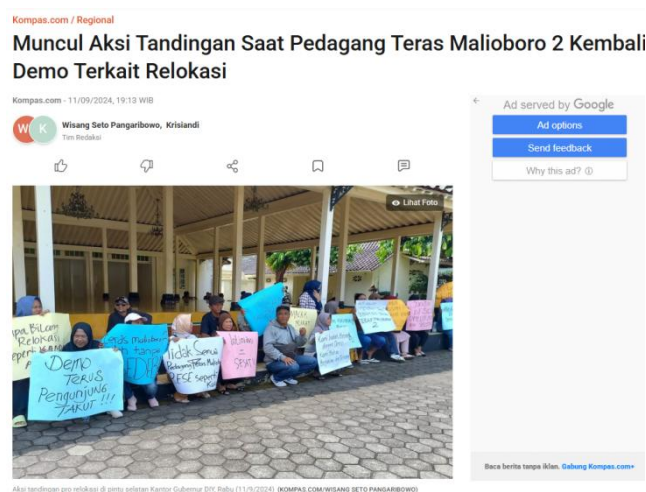 Kompas.com / Regional
Muncul Aksi Tandingan Saat Pedagang Teras Malioboro 2 Kembali
Demo Terkait Relokasi
Kompas.com - 11/09/2024, 19:13 WIB
W K
Wisang Seto Pangaribowo, Krisiandi
Tim Redaksi
Ad served by Google
Ad options
Send feedback
Why this ad?
Lihat Foto
Relokasi
Demo
Terus
Pengunjung
TAKUT !!!
tanpa
Tidak Semua
Baca berita tanpa iklan. Gabung Kompas.com+
Aksi tandingan pro relokasi di pintu selatan Kantor Gubernur DIY, Rabu (11/9/2024) (KOMPAS.COM/WISANG SETO PANGARIBOWO)